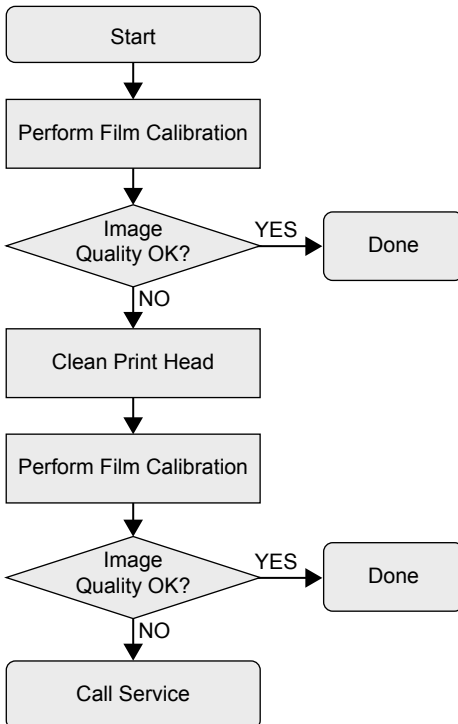 Start
Perform Film Calibration
Image
Quality OK?
YES
Done
NO
Clean Print Head
Perform Film Calibration
Image
Quality OK?
YES
Done
NO
Call Service